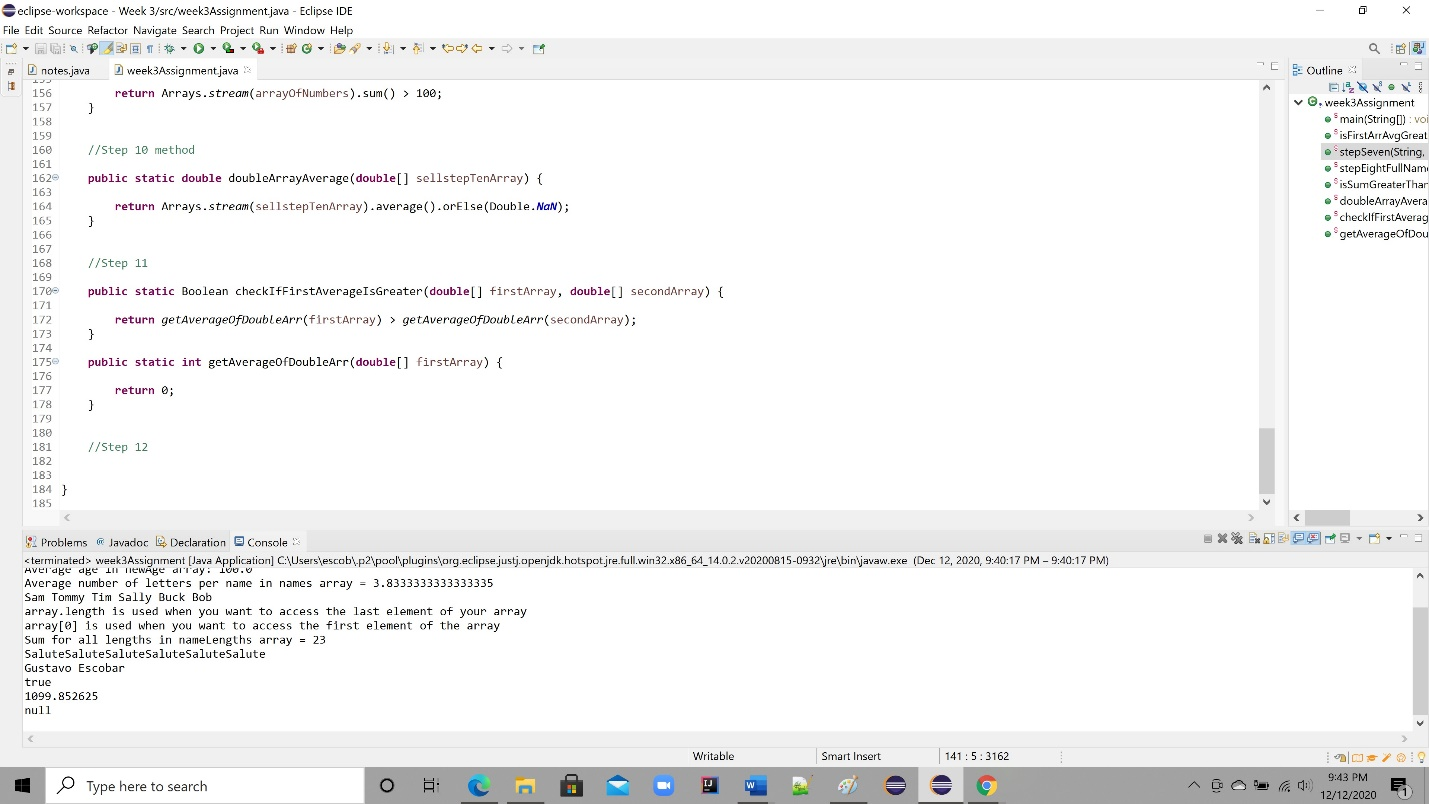 eclipse-workspace - Week 3/src/week3Assignment.java - Eclipse IDE
File Edit Source Refactor Navigate Search Project Run Window Help
notes.java
week3Assignment.java
Outline
156 return Arrays.stream(arrayOfNumbers).sum() > 100;
157 }
158
159
160 //Step 10 method
161
162 public static double doubleArrayAverage(double[] sellstepTenArray) {
163
164 return Arrays.stream(sellstepTenArray).average().orElse(Double.NaN);
165 }
166
167
168 //Step 11
169
170 public static Boolean checkIfFirstAverageIsGreater(double[] firstArray, double[] secondArray) {
171
172 return getAverageOfDoubleArr(firstArray) > getAverageOfDoubleArr(secondArray);
173 }
174
175 public static int getAverageOfDoubleArr(double[] firstArray) {
176
177 return 0;
178 }
179
180
181 //Step 12
182
183
184 }
185
week3Assignment
main(String[]) : voi
isFirstArrAvgGreat
stepSeven(String,
stepEightFullName
isSumGreaterThan
doubleArrayAvera
checkIfFirstAverag
getAverageOfDou
Problems Javadoc Declaration Console
<terminated> week3Assignment [Java Application] C:\Users\escob\.p2\pool\plugins\org.eclipse.justj.openjdk.hotspot.jre.full.win32.x86_64_14.0.2.v20200815-0932\jre\bin\javaw.exe (Dec 12, 2020, 9:40:17 PM – 9:40:17 PM)
Average age in newAge array: 100.0
Average number of letters per name in names array = 3.8333333333333335
Sam Tommy Tim Sally Buck Bob
array.length is used when you want to access the last element of your array
array[0] is used when you want to access the first element of the array
Sum for all lengths in nameLengths array = 23
SaluteSaluteSaluteSaluteSaluteSalute
Gustavo Escobar
true
1099.852625
null
Writable Smart Insert 141 : 5 : 3162
Type here to search
9:43 PM
12/12/2020
1